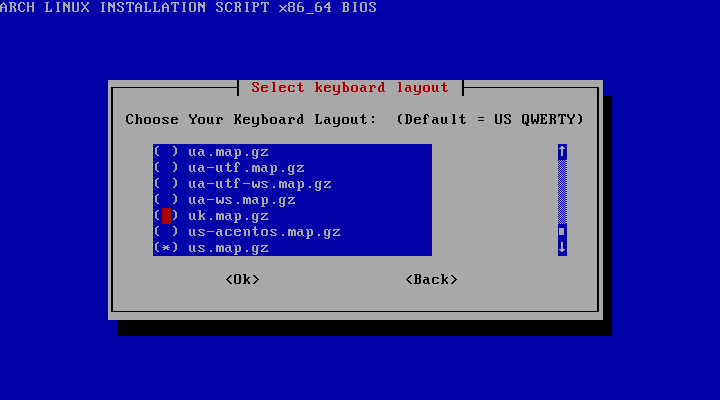 ARCH LINUX INSTALLATION SCRIPT x86_64 BIOS
Select keyboard layout
Choose Your Keyboard Layout:  (Default = US QWERTY)
( ) ua.map.gz
( ) ua-utf.map.gz
( ) ua-utf-ws.map.gz
( ) ua-ws.map.gz
( ) uk.map.gz
( ) us-acentos.map.gz
(*) us.map.gz
<Ok> <Back>